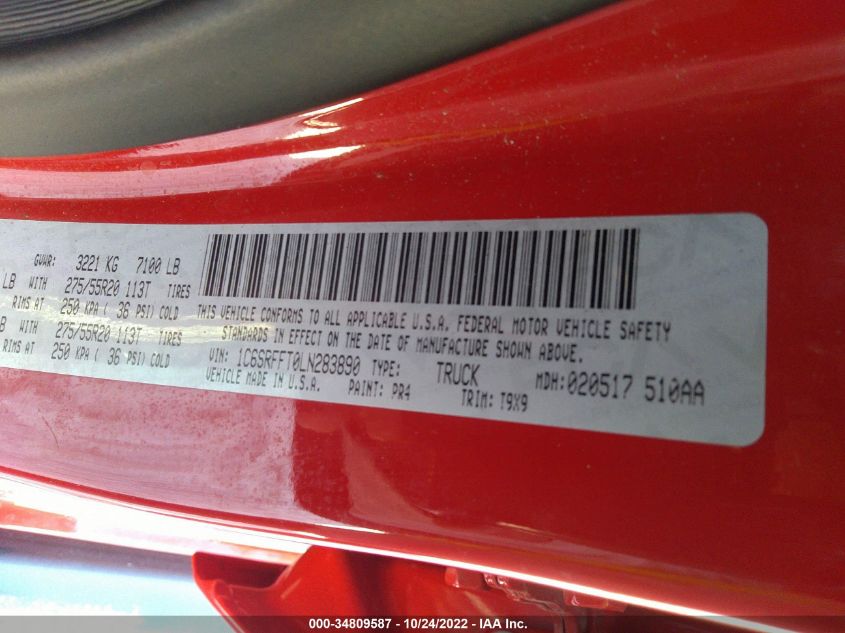 GVWR: 3221 KG 7100 LB
LB WITH 275/55R20 113T TIRES
RIMS AT 250 KPA ( 36 PSI) COLD
WITH 275/55R20 113T TIRES
RIMS AT 250 KPA ( 36 PSI) COLD
THIS VEHICLE CONFORMS TO ALL APPLICABLE U.S.A. FEDERAL MOTOR VEHICLE SAFETY
STANDARDS IN EFFECT ON THE DATE OF MANUFACTURE SHOWN ABOVE.
VIN: 1C6SRFFT0LN283890 TYPE: TRUCK MDH:020517 510AA
VEHICLE MADE IN U.S.A. PAINT: PR4 TRIM: T9X9
000-34809587 - 10/24/2022 - IAA Inc.